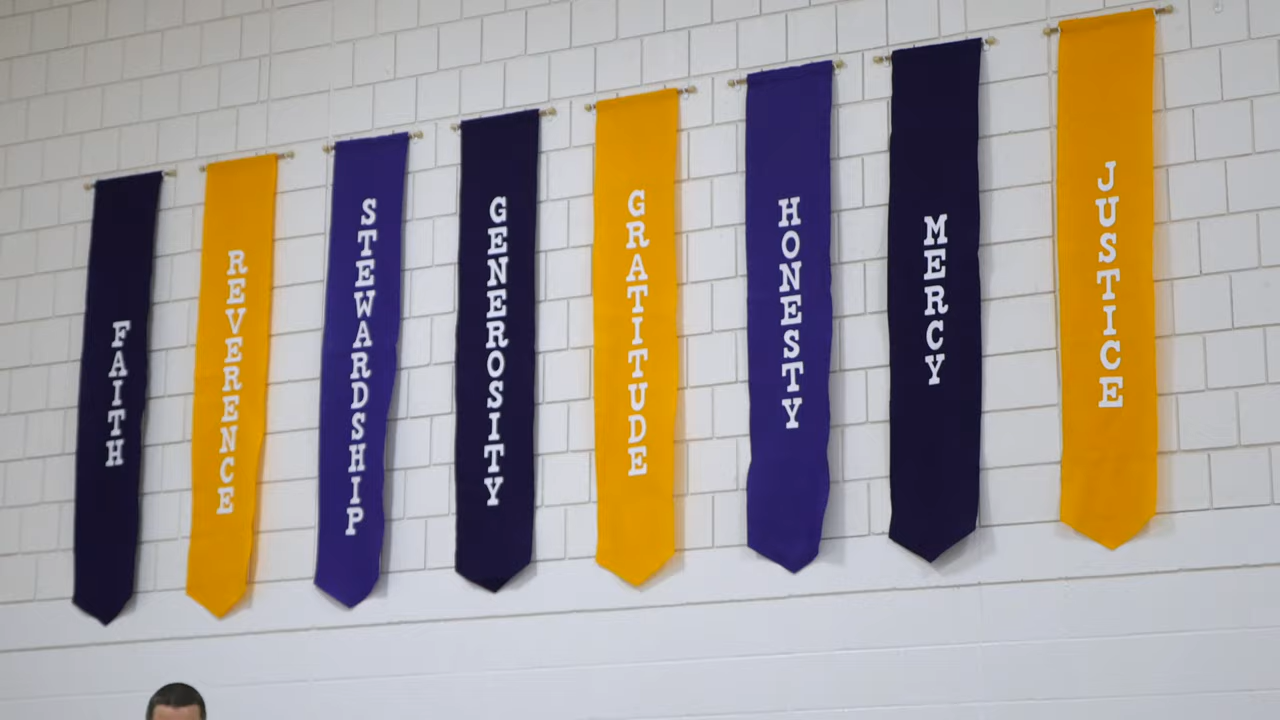 FAITH
REVERENCE
STEWARDSHIP
GENEROSITY
GRATITUDE
HONESTY
MERCY
JUSTICE